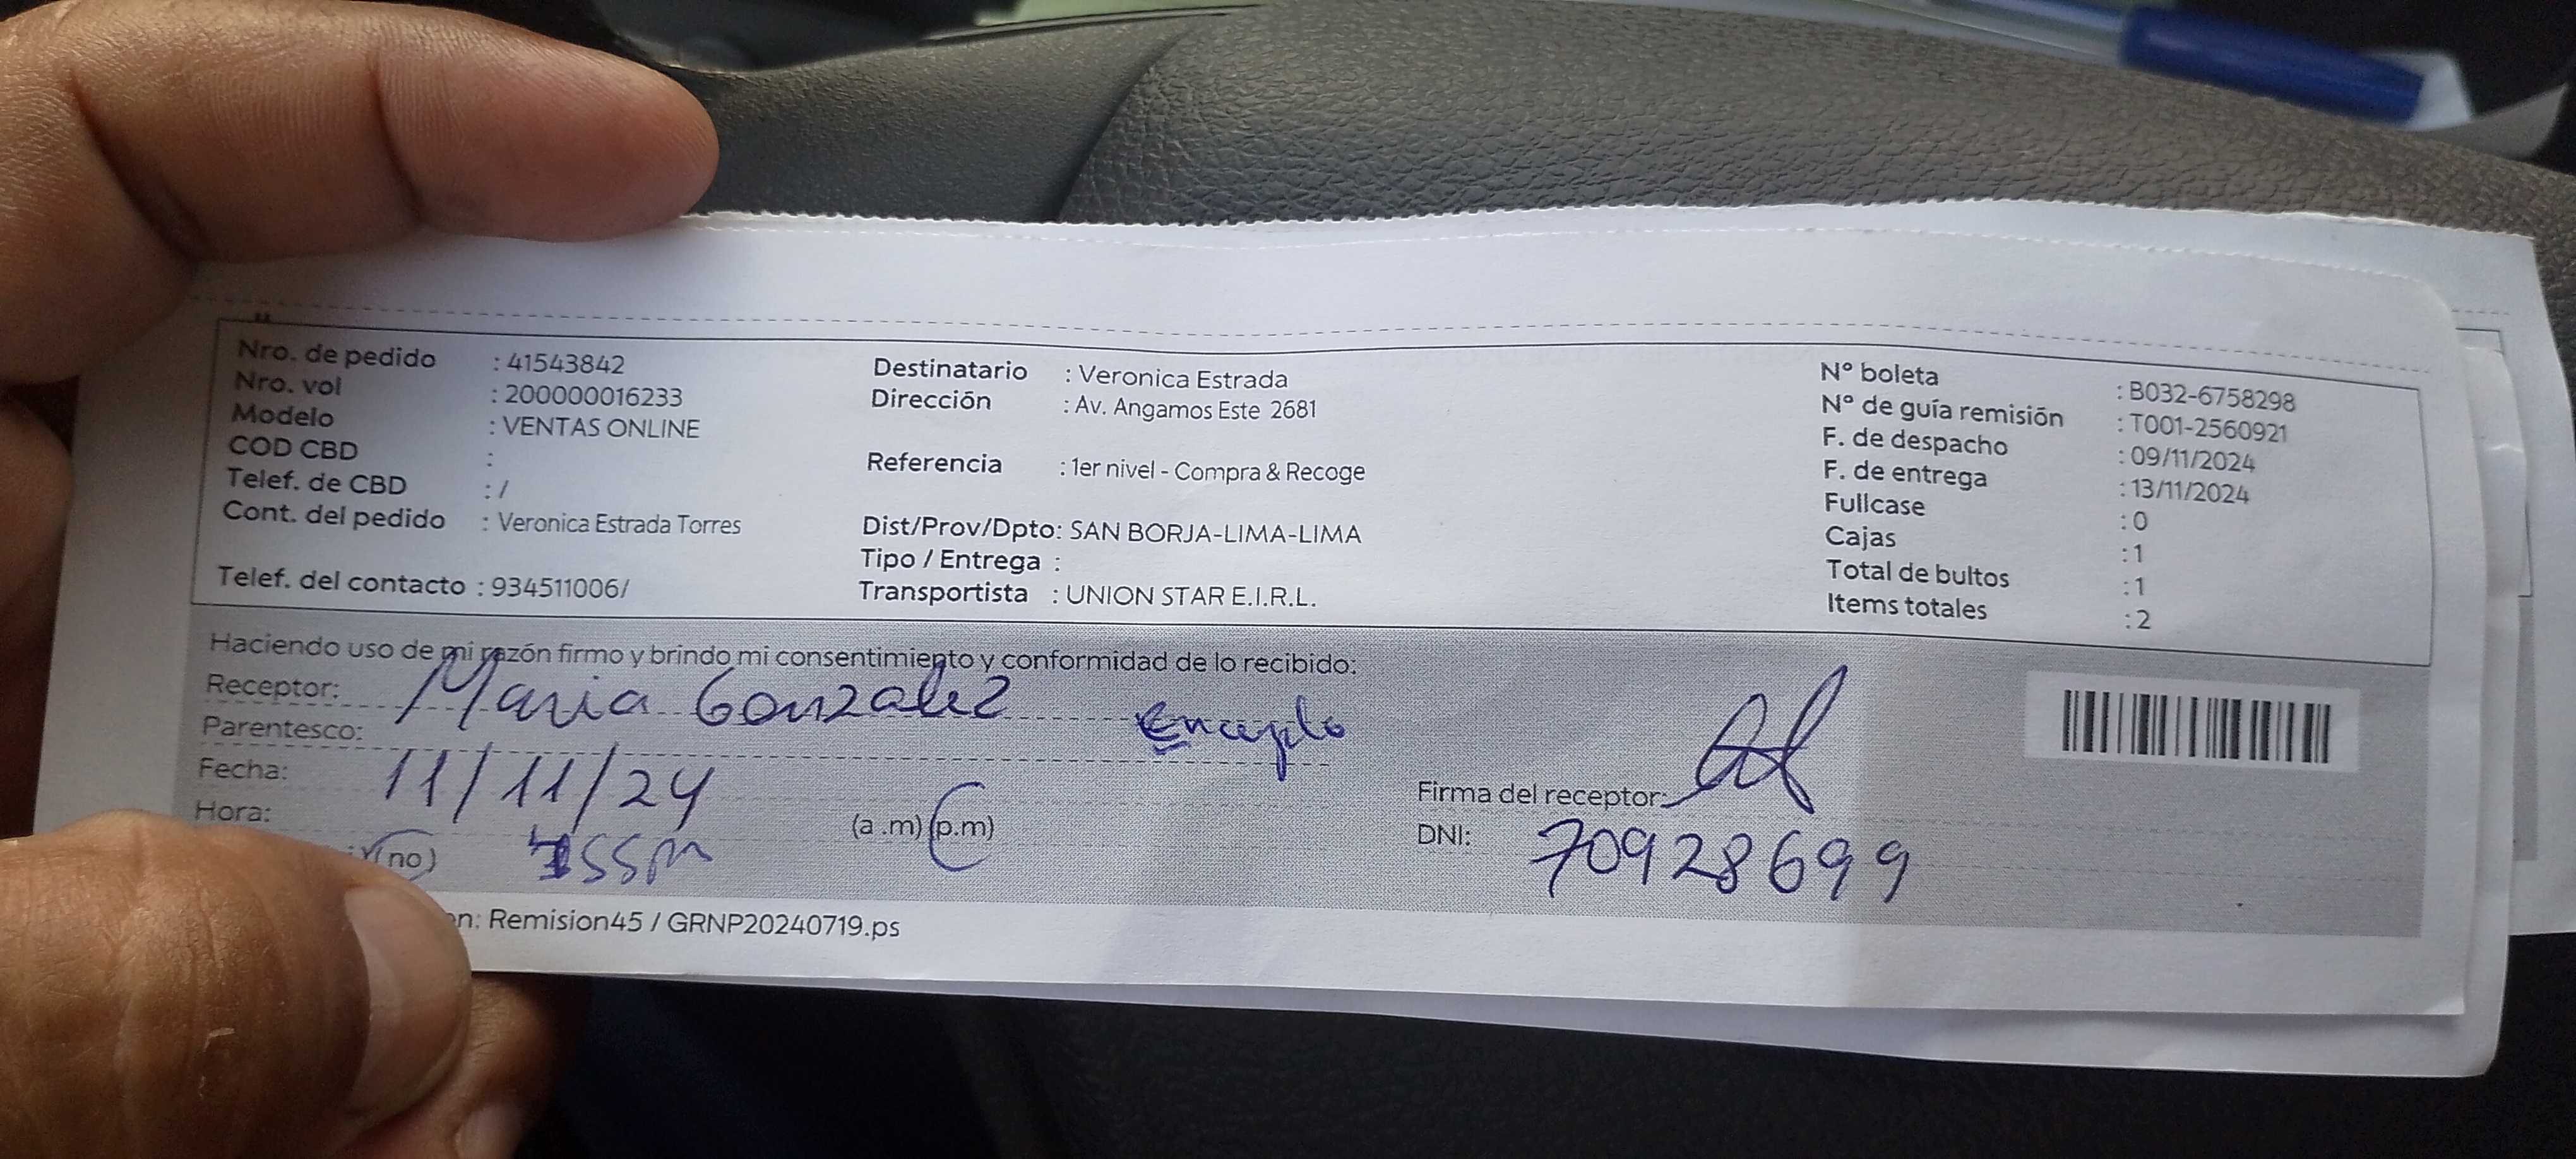 Nro. de pedido : 41543842
Nro. vol : 200000016233
Modelo : VENTAS ONLINE
COD CBD :
Telef. de CBD : /
Cont. del pedido : Veronica Estrada Torres
Telef. del contacto : 934511006/
Destinatario : Veronica Estrada
Dirección : Av. Angamos Este 2681
Referencia : 1er nivel - Compra & Recoge
Dist/Prov/Dpto: SAN BORJA-LIMA-LIMA
Tipo / Entrega :
Transportista : UNION STAR E.I.R.L.
N° boleta : B032-6758298
N° de guía remisión : T001-2560921
F. de despacho : 09/11/2024
F. de entrega : 13/11/2024
Fullcase : 0
Cajas : 1
Total de bultos : 1
Items totales : 2
Haciendo uso de mi razón firmo y brindo mi consentimiento y conformidad de lo recibido:
Receptor: Maria Gonzalez
Parentesco:
Fecha: 11/11/24
Hora: (a .m) (p.m)
(no)
Firma del receptor:
DNI: 70928699
n: Remision45 / GRNP20240719.ps